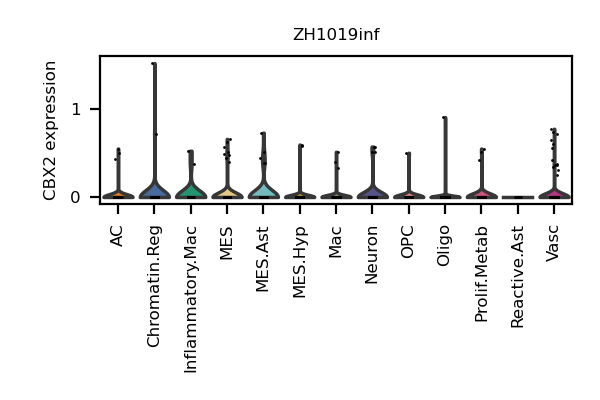 ZH1019inf
CBX2 expression
1
0
AC
Chromatin.Reg
Inflammatory.Mac
MES
MES.Ast
MES.Hyp
Mac
Neuron
OPC
Oligo
Prolif.Metab
Reactive.Ast
Vasc